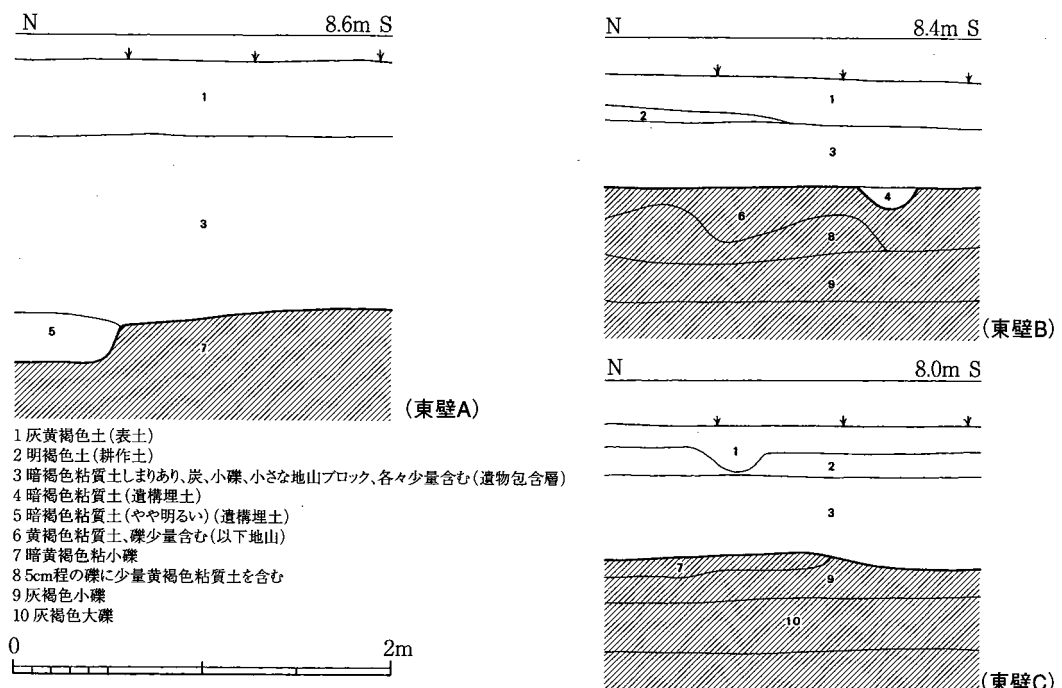 N 8.6m S
1
3
5
7
(東壁A)
1 灰黄褐色土(表土)
2 明褐色土(耕作土)
3 暗褐色粘質土しまりあり、炭、小礫、小さな地山ブロック、各々少量含む(遺物包含層)
4 暗褐色粘質土(遺構埋土)
5 暗褐色粘質土(やや明るい)(遺構埋土)
6 黄褐色粘質土、礫少量含む(以下地山)
7 暗黄褐色粘小礫
8 5cm程の礫に少量黄褐色粘質土を含む
9 灰褐色小礫
10 灰褐色大礫
0 2m
N 8.4m S
1
2
3
4
6
8
9
(東壁B)
N 8.0m S
1
2
3
7
9
10
(東壁C)